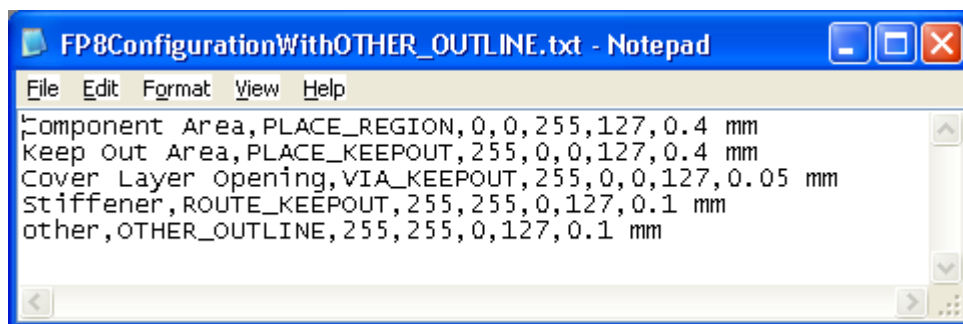 FP8ConfigurationWithOTHER_OUTLINE.txt - Notepad
File Edit Format View Help
Component Area,PLACE_REGION,0,0,255,127,0.4 mm
Keep Out Area,PLACE_KEEPOUT,255,0,0,127,0.4 mm
Cover Layer Opening,VIA_KEEPOUT,255,0,0,127,0.05 mm
Stiffener,ROUTE_KEEPOUT,255,255,0,127,0.1 mm
other,OTHER_OUTLINE,255,255,0,127,0.1 mm